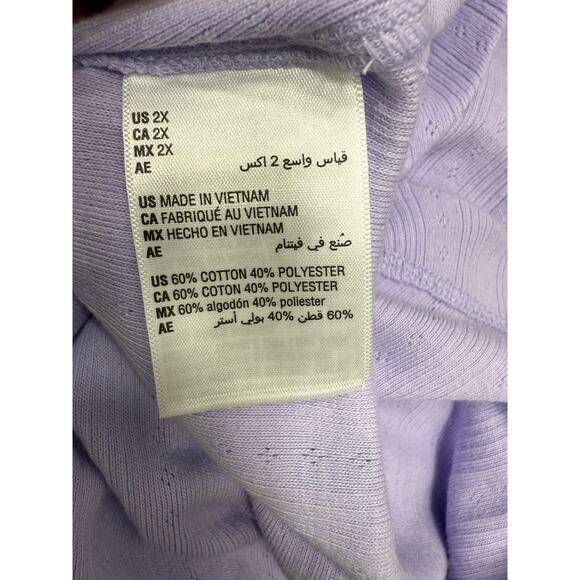 US 2X
CA 2X
MX 2X
AE قياس واسع 2 اكس
US MADE IN VIETNAM
CA FABRIQUÉ AU VIETNAM
MX HECHO EN VIETNAM
AE صُنع في فيتنام
US 60% COTTON 40% POLYESTER
CA 60% COTON 40% POLYESTER
MX 60% algodón 40% poliester
AE 60% قطن 40% بولي أستر